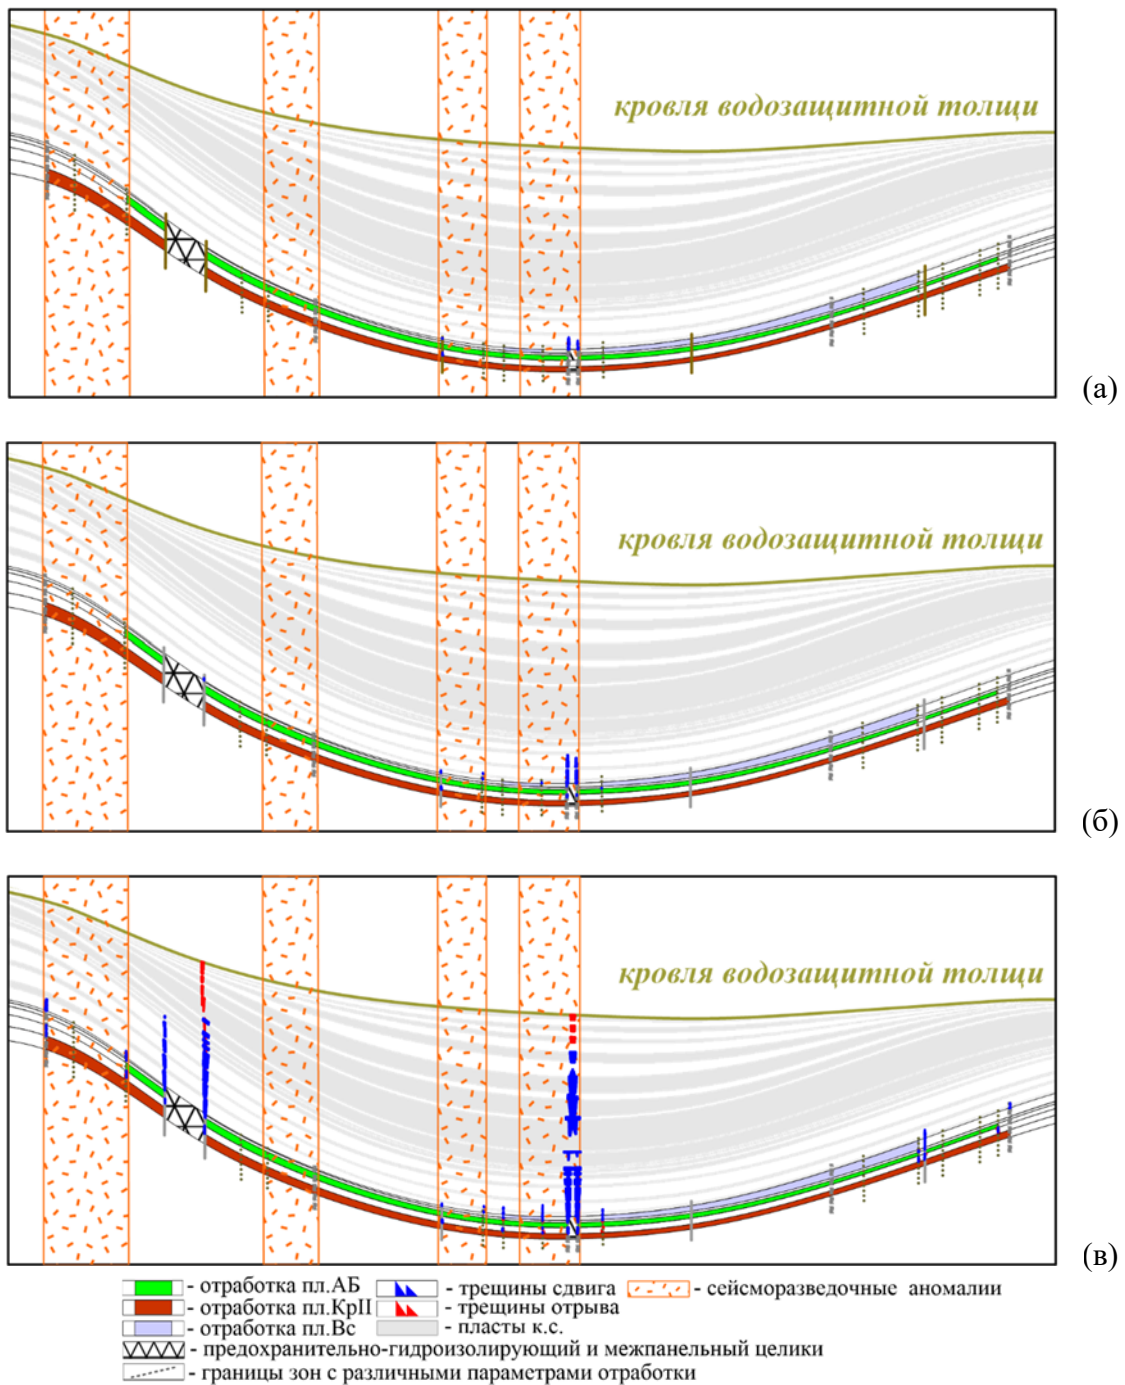 кровля водозащитной толщи
(а)
кровля водозащитной толщи
(б)
кровля водозащитной толщи
(в)
- отработка пл.АБ - трещины сдвига - сейсморазведочные аномалии
- отработка пл.КрII - трещины отрыва
- отработка пл.Вс - пласты к.с.
- предохранительно-гидроизолирующий и межпанельный целики
- границы зон с различными параметрами отработки